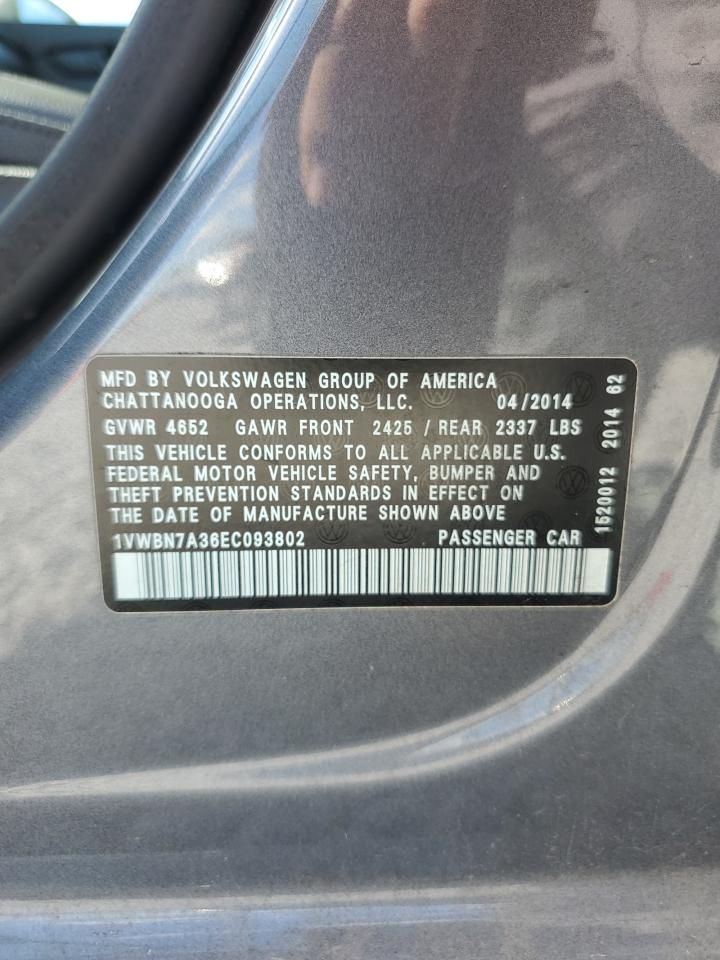 MFD BY VOLKSWAGEN GROUP OF AMERICA
CHATTANOOGA OPERATIONS, LLC. 04/2014
GVWR 4652 GAWR FRONT 2425 / REAR 2337 LBS
THIS VEHICLE CONFORMS TO ALL APPLICABLE U.S.
FEDERAL MOTOR VEHICLE SAFETY, BUMPER AND
THEFT PREVENTION STANDARDS IN EFFECT ON
THE DATE OF MANUFACTURE SHOWN ABOVE
1VWBN7A36EC093802 PASSENGER CAR
1520012 2014 62